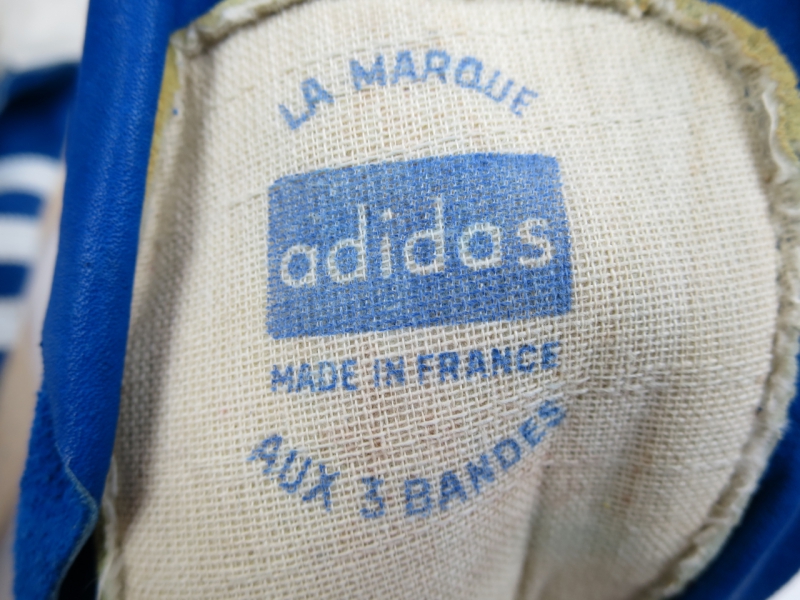 LA MARQUE
adidas
MADE IN FRANCE
AUX 3 BANDES